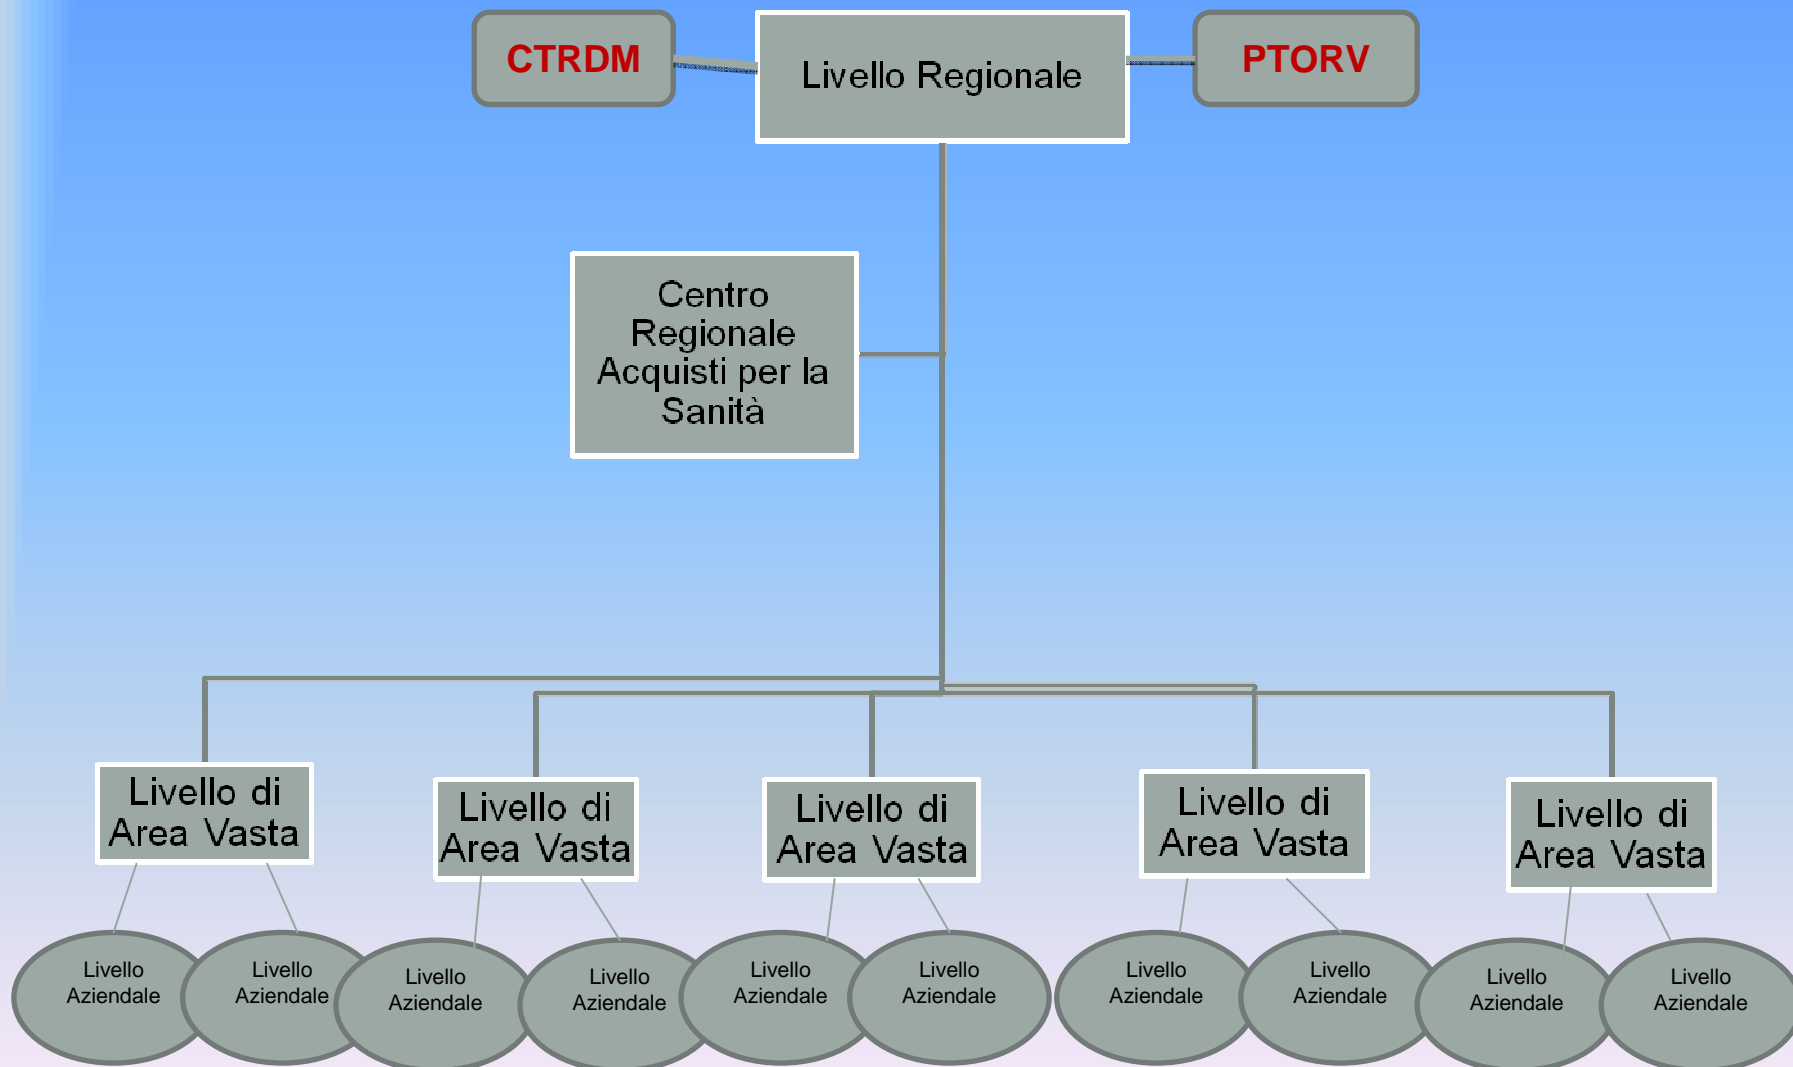 CTRDM
Livello Regionale
PTORV
Centro
Regionale
Acquisti per la
Sanità
Livello di
Area Vasta
Livello di
Area Vasta
Livello di
Area Vasta
Livello di
Area Vasta
Livello di
Area Vasta
Livello
Aziendale
Livello
Aziendale
Livello
Aziendale
Livello
Aziendale
Livello
Aziendale
Livello
Aziendale
Livello
Aziendale
Livello
Aziendale
Livello
Aziendale
Livello
Aziendale